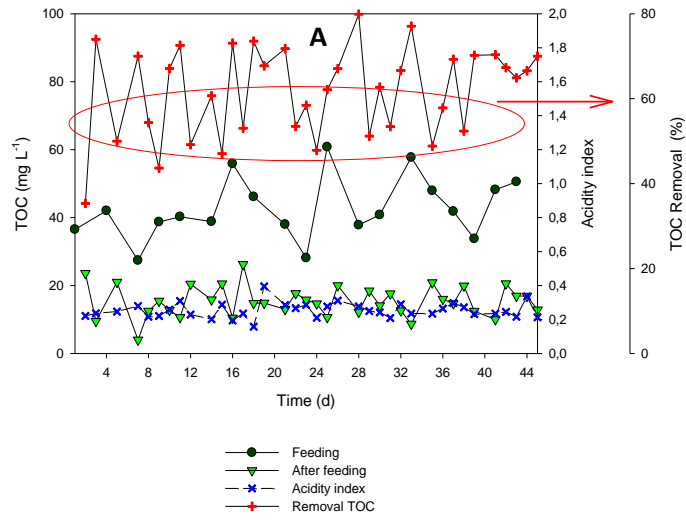 A
100
80
60
40
20
0
TOC (mg L⁻¹)
2,0
1,8
1,6
1,4
1,2
1,0
0,8
0,6
0,4
0,2
0,0
Acidity index
80
60
40
20
0
TOC Removal (%)
4 8 12 16 20 24 28 32 36 40 44
Time (d)
Feeding
After feeding
Acidity index
Removal TOC